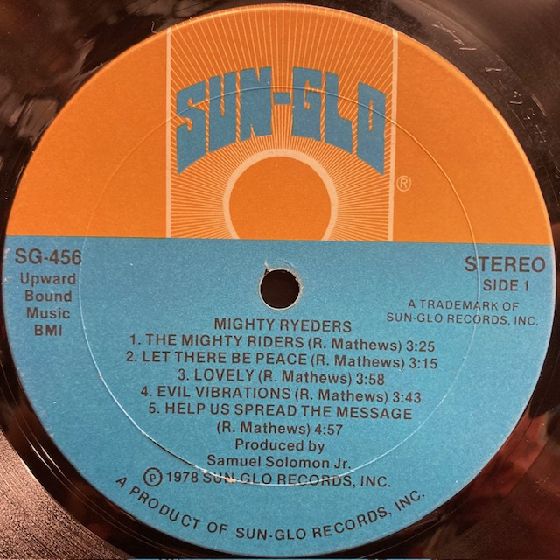 SUN-GLO
®
SG-456
Upward
Bound
Music
BMI
STEREO
SIDE 1
A TRADEMARK OF
SUN-GLO RECORDS, INC.
MIGHTY RYEDERS
1. THE MIGHTY RIDERS (R. Mathews) 3:25
2. LET THERE BE PEACE (R. Mathews) 3:15
3. LOVELY (R. Mathews) 3:58
4. EVIL VIBRATIONS (R. Mathews) 3:43
5. HELP US SPREAD THE MESSAGE
(R. Mathews) 4:57
Produced by
Samuel Solomon Jr.
℗ 1978 SUN-GLO RECORDS, INC.
A PRODUCT OF SUN-GLO RECORDS, INC.